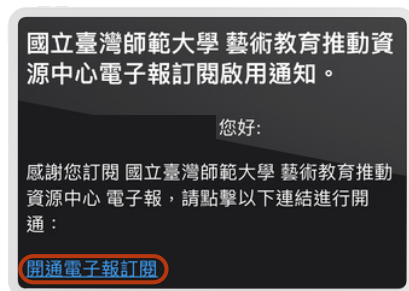 國立臺灣師範大學 藝術教育推動資
源中心電子報訂閱啟用通知。
您好:
感謝您訂閱 國立臺灣師範大學 藝術教育推動
資源中心 電子報，請點擊以下連結進行開
通：
開通電子報訂閱